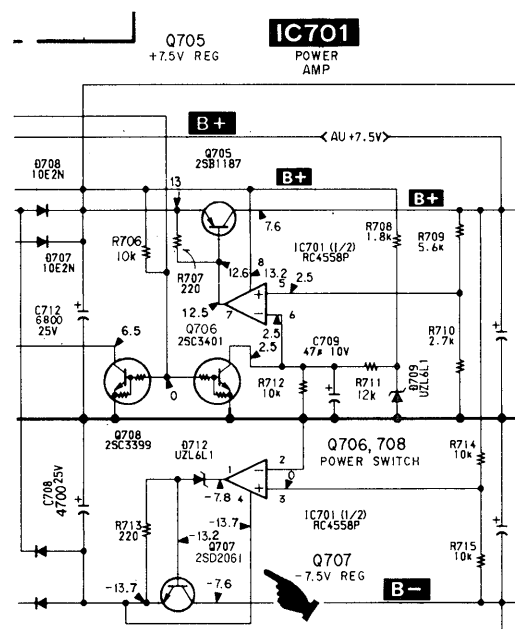 Q705
+7.5V REG
IC701
POWER
AMP
B+
AU +7.5V
D708
10E2N
Q705
2SB1187
B+
B+
13
7.6
R706
10k
R707
220
IC701 (1/2)
RC4558P
R708
1.8k
R709
5.6k
D707
10E2N
8
12.6
13.2
5
2.5
+
−
12.5
7
6
C712
6800
25V
6.5
Q706
2SC3401
2.5
2.5
C709
47µ 10V
R710
2.7k
0
R712
10k
R711
12k
D709
UZL6L1
Q708
2SC3399
D712
UZL6L1
Q706, 708
POWER SWITCH
R714
10k
C708
4700 25V
1
2
−
0
+
3
-7.8
4
IC701 (1/2)
RC4558P
R713
220
-13.7
-13.2
Q707
2SD2061
Q707
-7.5V REG
R715
10k
-13.7
-7.6
B−